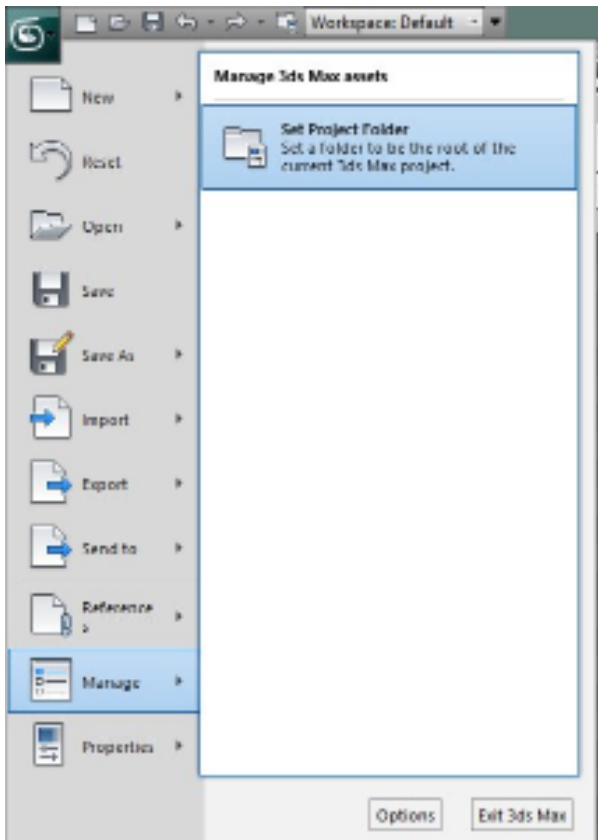 Workspace: Default
Manage 3ds Max assets
Set Project Folder
Set a folder to be the root of the
current 3ds Max project.
New
Reset
Open
Save
Save As
Import
Export
Send to
Reference
s
Manage
Properties
Options
Exit 3ds Max